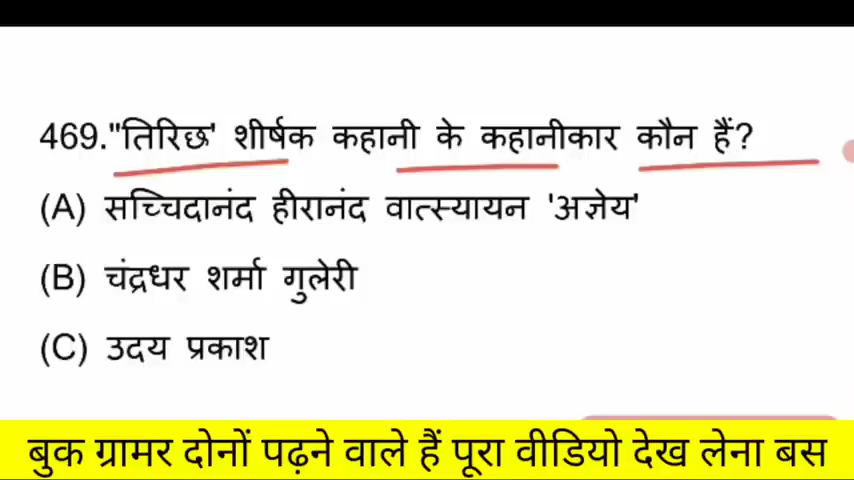 469."तिरिछ' शीर्षक कहानी के कहानीकार कौन हैं?
(A) सच्चिदानंद हीरानंद वात्स्यायन 'अज्ञेय'
(B) चंद्रधर शर्मा गुलेरी
(C) उदय प्रकाश
बुक ग्रामर दोनों पढ़ने वाले हैं पूरा वीडियो देख लेना बस